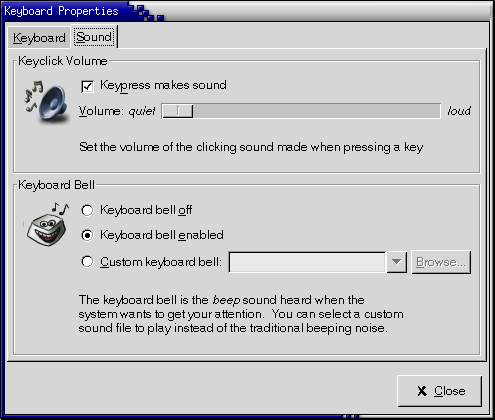 Keyboard Properties
Keyboard Sound
Keyclick Volume
Keypress makes sound
Volume: quiet loud
Set the volume of the clicking sound made when pressing a key
Keyboard Bell
Keyboard bell off
Keyboard bell enabled
Custom keyboard bell: Browse...
The keyboard bell is the beep sound heard when the
system wants to get your attention. You can select a custom
sound file to play instead of the traditional beeping noise.
Close